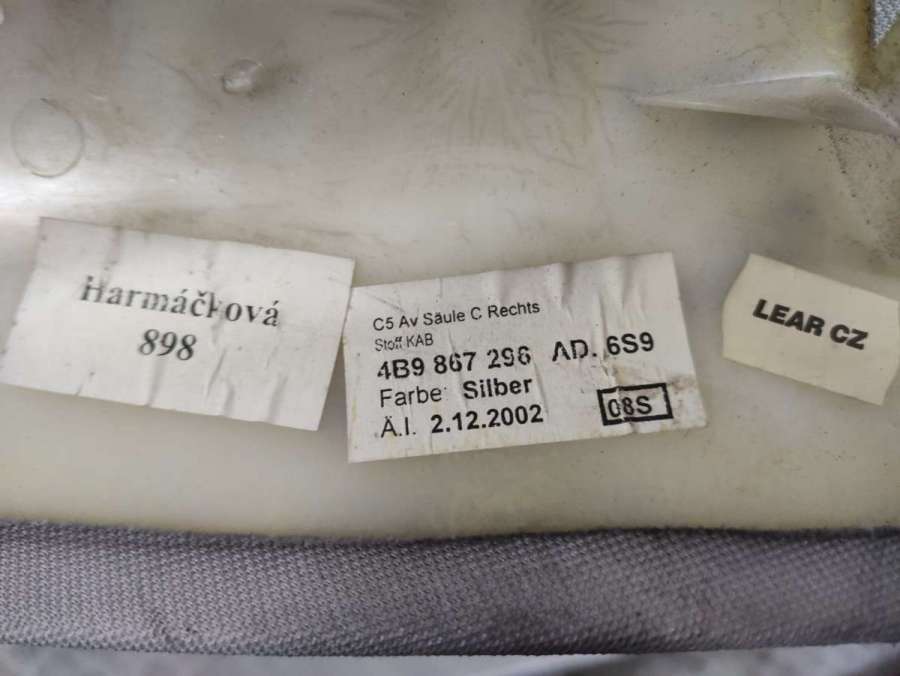 Harmáčková
898
C5 Av Säule C Rechts
Stoff KAB
4B9 867 296 AD. 6S9
Farbe: Silber
Ä.I. 2.12.2002
08S
LEAR CZ